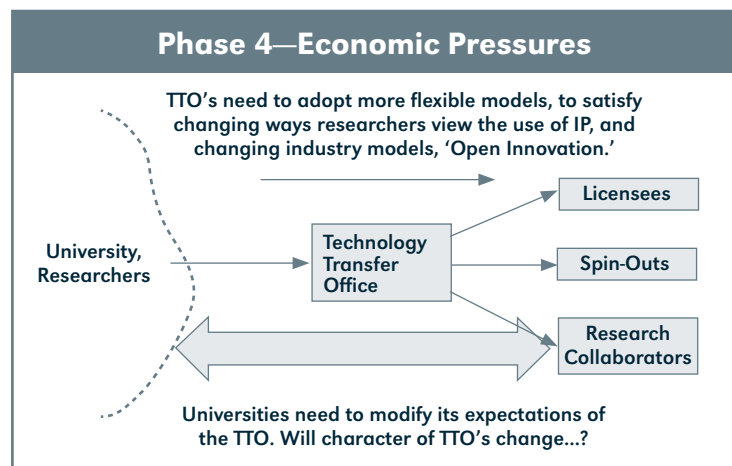 Phase 4—Economic Pressures
TTO's need to adopt more flexible models, to satisfy
changing ways researchers view the use of IP, and
changing industry models, ‘Open Innovation.’
Licensees
University,
Researchers
Technology
Transfer
Office
Spin-Outs
Research
Collaborators
Universities need to modify its expectations of
the TTO. Will character of TTO's change...?